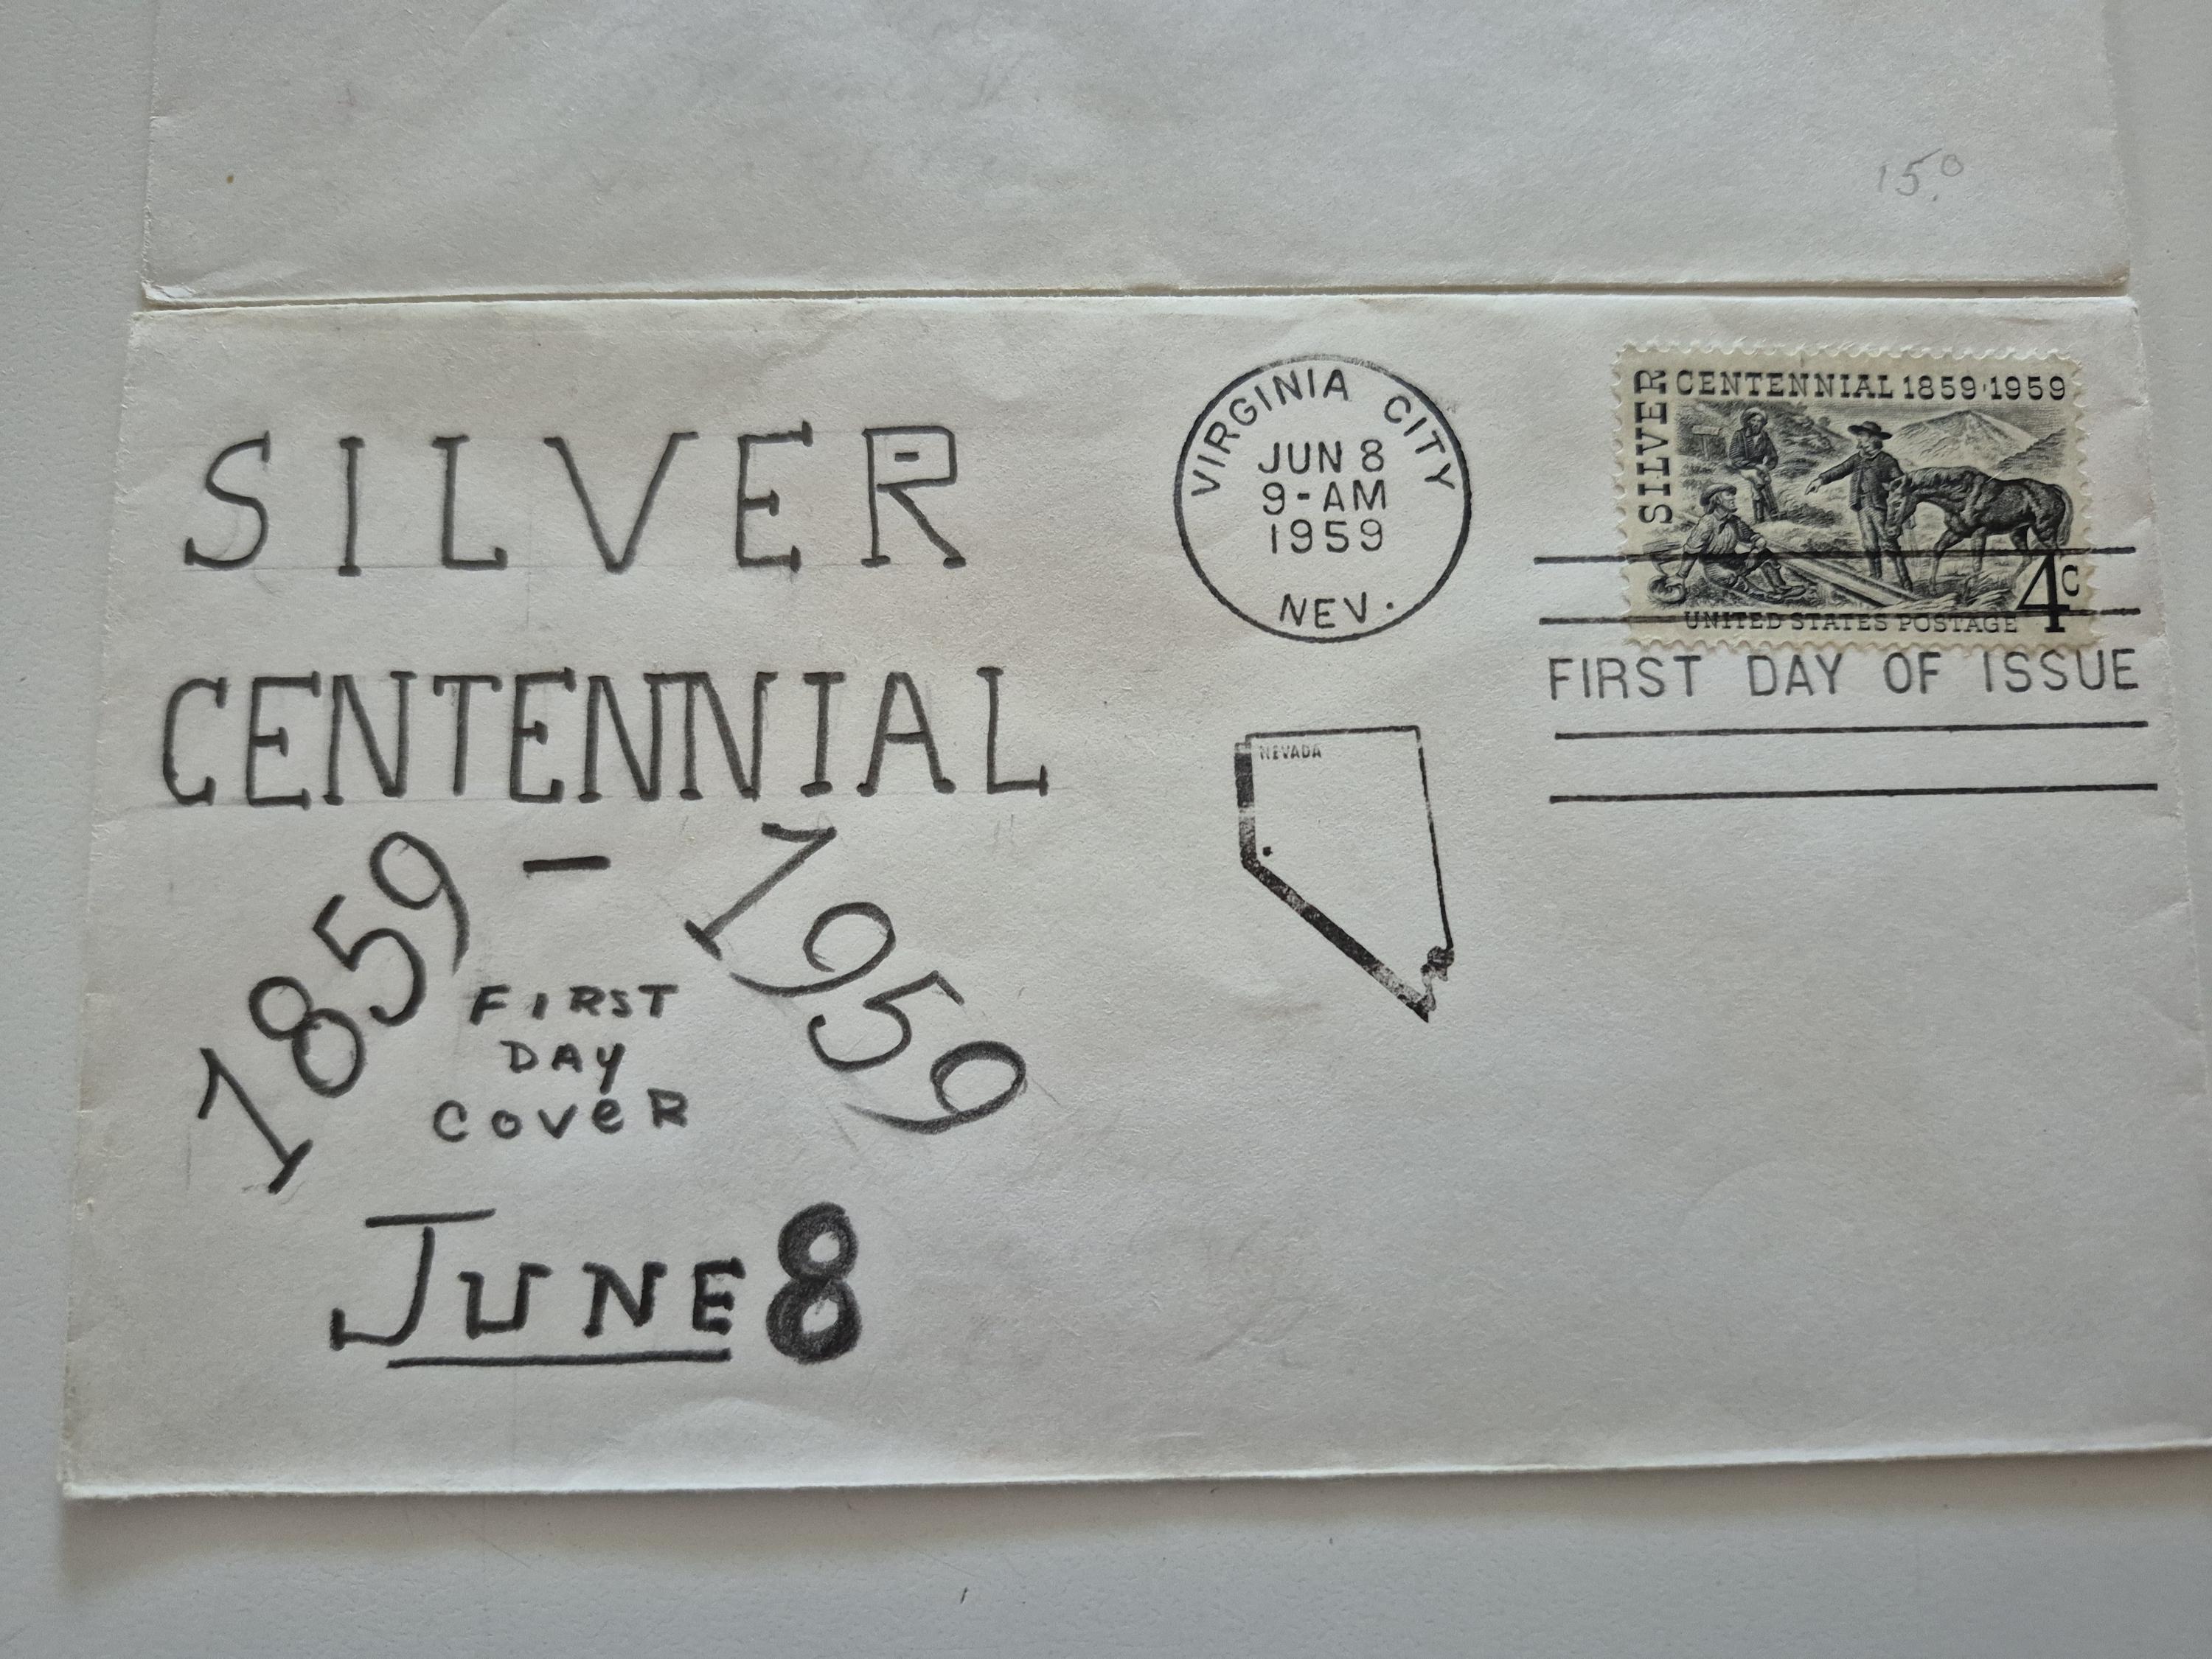 15.0
SILVER
CENTENNIAL
1859 - 1959
FIRST
DAY
COVeR
JUNE 8
VIRGINIA CITY
JUN 8
9-AM
1959
NEV.
NEVADA
SILVER CENTENNIAL 1859·1959
4c
UNITED STATES POSTAGE
FIRST DAY OF ISSUE